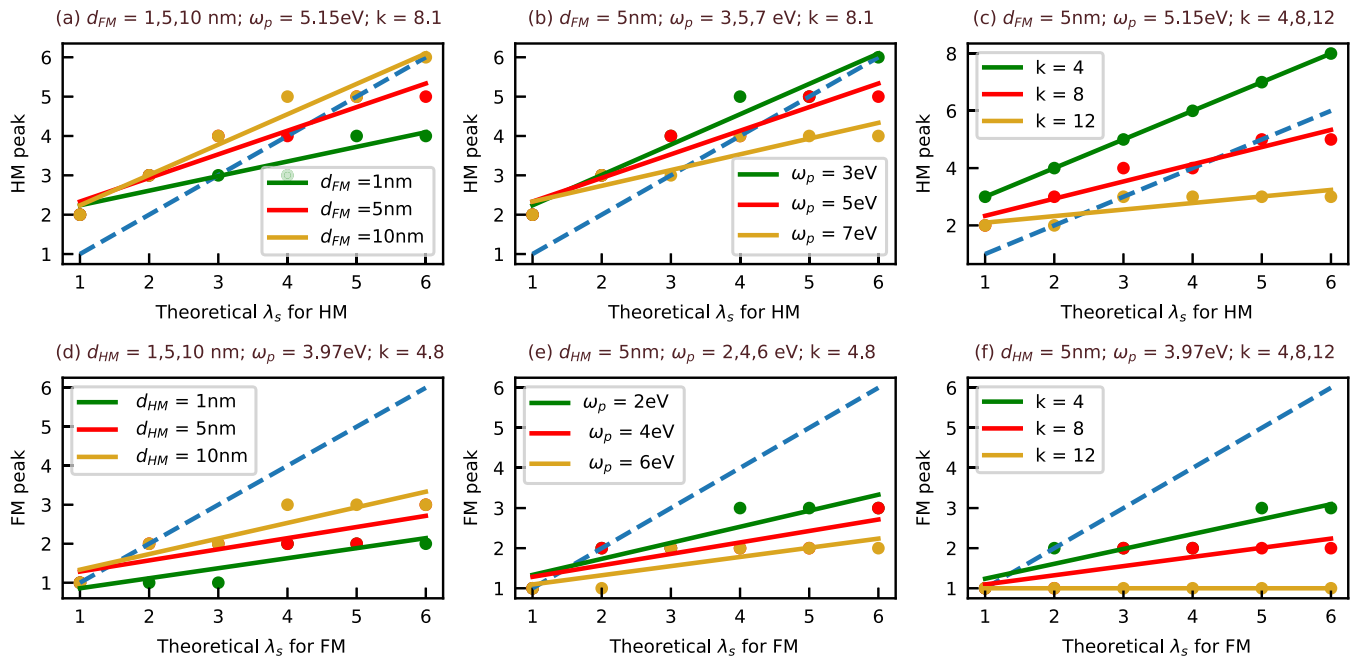 (a) d_FM = 1,5,10 nm; ω_p = 5.15eV; k = 8.1
HM peak
6
5
4
3
2
1
d_FM =1nm
d_FM =5nm
d_FM =10nm
1 2 3 4 5 6
Theoretical λ_s for HM
(b) d_FM = 5nm; ω_p = 3,5,7 eV; k = 8.1
HM peak
6
5
4
3
2
1
ω_p = 3eV
ω_p = 5eV
ω_p = 7eV
1 2 3 4 5 6
Theoretical λ_s for HM
(c) d_FM = 5nm; ω_p = 5.15eV; k = 4,8,12
HM peak
8
6
4
2
k = 4
k = 8
k = 12
1 2 3 4 5 6
Theoretical λ_s for HM
(d) d_HM = 1,5,10 nm; ω_p = 3.97eV; k = 4.8
FM peak
6
5
4
3
2
1
d_HM = 1nm
d_HM = 5nm
d_HM = 10nm
1 2 3 4 5 6
Theoretical λ_s for FM
(e) d_HM = 5nm; ω_p = 2,4,6 eV; k = 4.8
FM peak
6
5
4
3
2
1
ω_p = 2eV
ω_p = 4eV
ω_p = 6eV
1 2 3 4 5 6
Theoretical λ_s for FM
(f) d_HM = 5nm; ω_p = 3.97eV; k = 4,8,12
FM peak
6
5
4
3
2
1
k = 4
k = 8
k = 12
1 2 3 4 5 6
Theoretical λ_s for FM